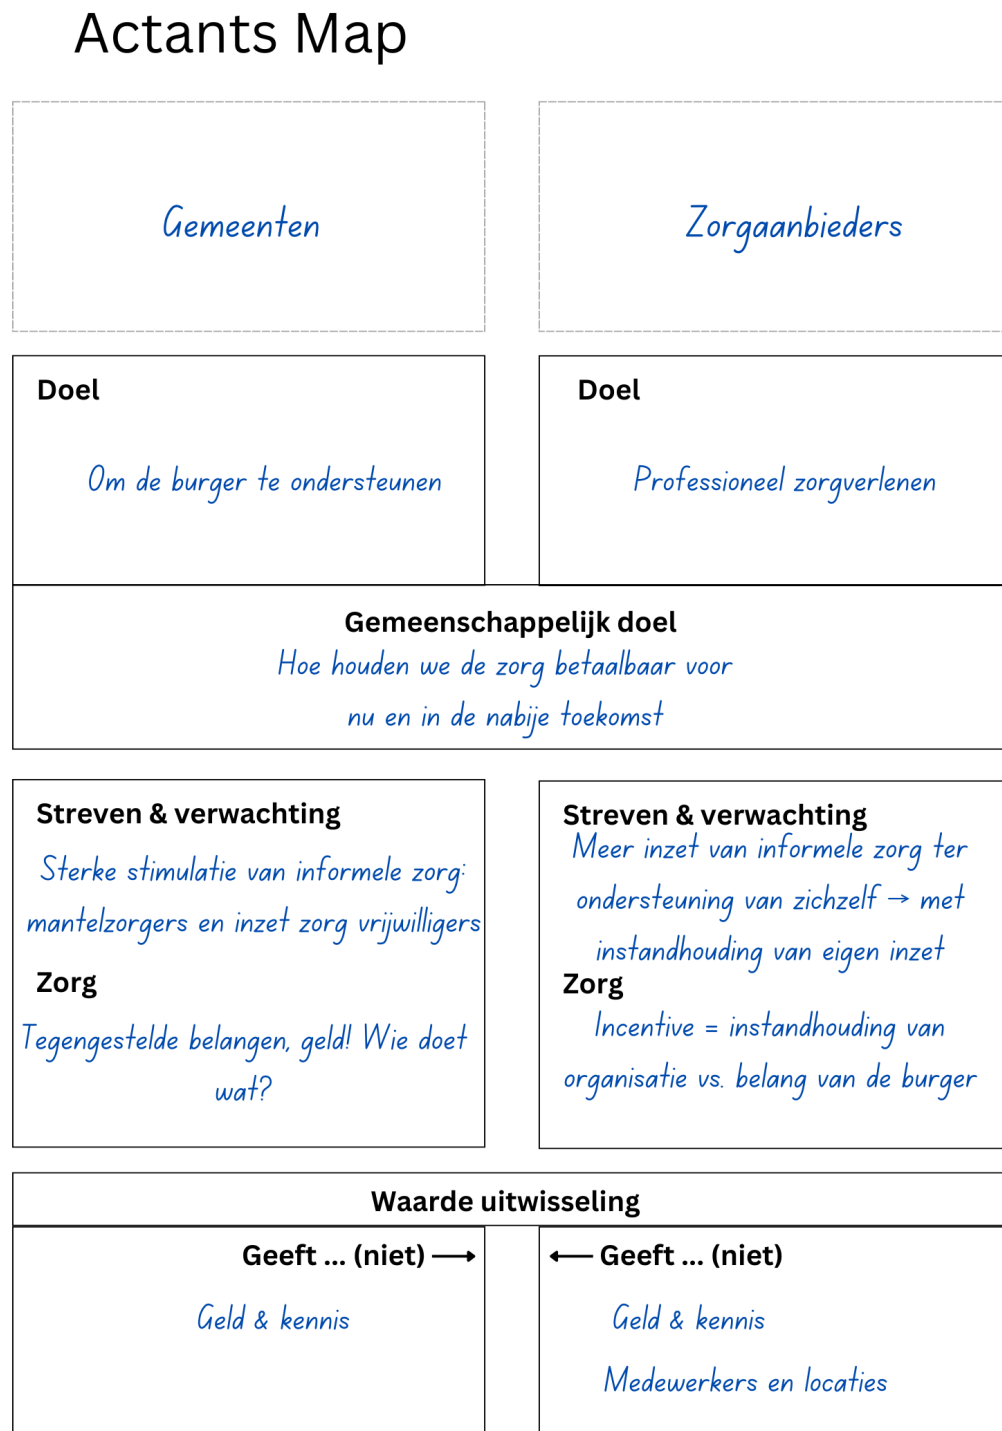 Actants Map
Gemeenten
Zorgaanbieders
Doel
Om de burger te ondersteunen
Doel
Professioneel zorgverlenen
Gemeenschappelijk doel
Hoe houden we de zorg betaalbaar voor
nu en in de nabije toekomst
Streven & verwachting
Sterke stimulatie van informele zorg:
mantelzorgers en inzet zorg vrijwilligers
Zorg
Tegengestelde belangen, geld! Wie doet
wat?
Streven & verwachting
Meer inzet van informele zorg ter
ondersteuning van zichzelf → met
instandhouding van eigen inzet
Zorg
Incentive = instandhouding van
organisatie vs. belang van de burger
Waarde uitwisseling
Geeft ... (niet) →
Geld & kennis
← Geeft ... (niet)
Geld & kennis
Medewerkers en locaties